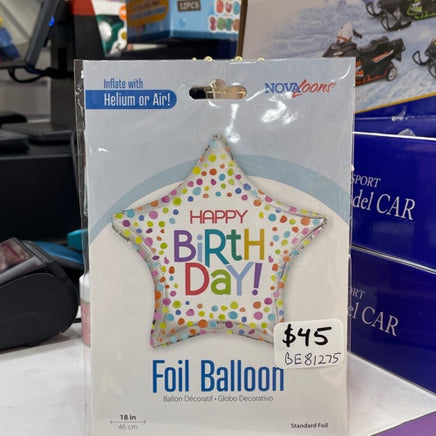 Inflate with
Helium or Air!
NOVAloons
HAPPY
BiRTH
DaY!
$45
BE81275
Foil Balloon
Ballon Décoratif • Globo Decorativo
18 in
46 cm
Standard Foil
SPORT
del CAR
del CAR